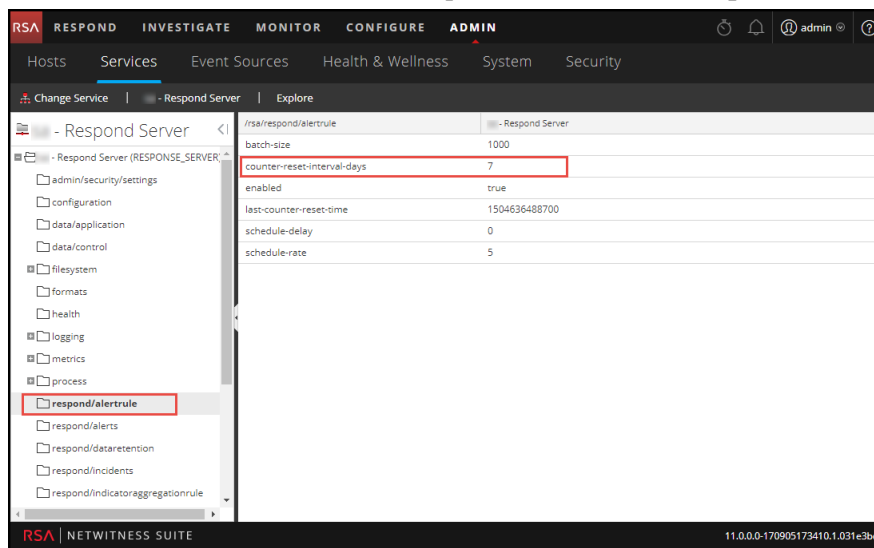 RSA RESPOND INVESTIGATE MONITOR CONFIGURE ADMIN admin
Hosts Services Event Sources Health & Wellness System Security
Change Service | - Respond Server | Explore
- Respond Server
- Respond Server (RESPONSE_SERVER)
admin/security/settings
configuration
data/application
data/control
filesystem
formats
health
logging
metrics
process
respond/alertrule
respond/alerts
respond/dataretention
respond/incidents
respond/indicatoraggregationrule
/rsa/respond/alertrule - Respond Server
batch-size 1000
counter-reset-interval-days 7
enabled true
last-counter-reset-time 1504636488700
schedule-delay 0
schedule-rate 5
RSA | NETWITNESS SUITE 11.0.0.0-170905173410.1.031e3b